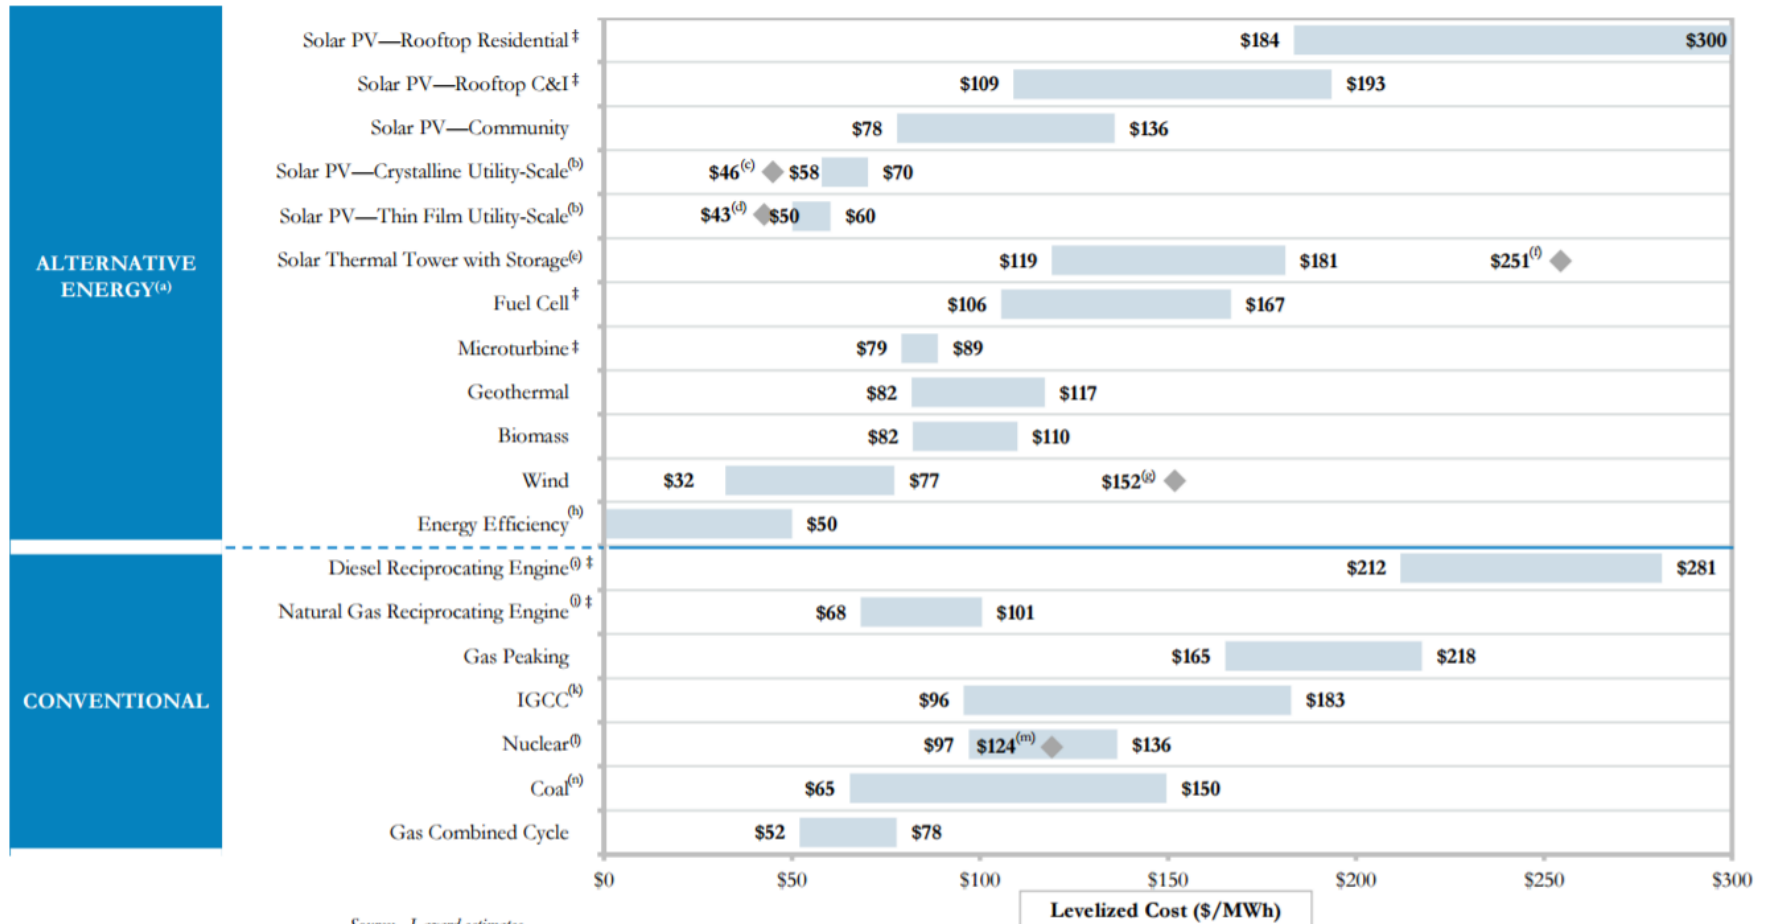 ALTERNATIVE
ENERGY(a)
Solar PV—Rooftop Residential‡ $184 $300
Solar PV—Rooftop C&I‡ $109 $193
Solar PV—Community $78 $136
Solar PV—Crystalline Utility-Scale(b) $46(c) $58 $70
Solar PV—Thin Film Utility-Scale(b) $43(d) $50 $60
Solar Thermal Tower with Storage(e) $119 $181 $251(f)
Fuel Cell‡ $106 $167
Microturbine‡ $79 $89
Geothermal $82 $117
Biomass $82 $110
Wind $32 $77 $152(g)
Energy Efficiency(h) $50
CONVENTIONAL
Diesel Reciprocating Engine(i) ‡ $212 $281
Natural Gas Reciprocating Engine(j) ‡ $68 $101
Gas Peaking $165 $218
IGCC(k) $96 $183
Nuclear(l) $97 $124(m) $136
Coal(n) $65 $150
Gas Combined Cycle $52 $78
$0 $50 $100 $150 $200 $250 $300
Levelized Cost ($/MWh)